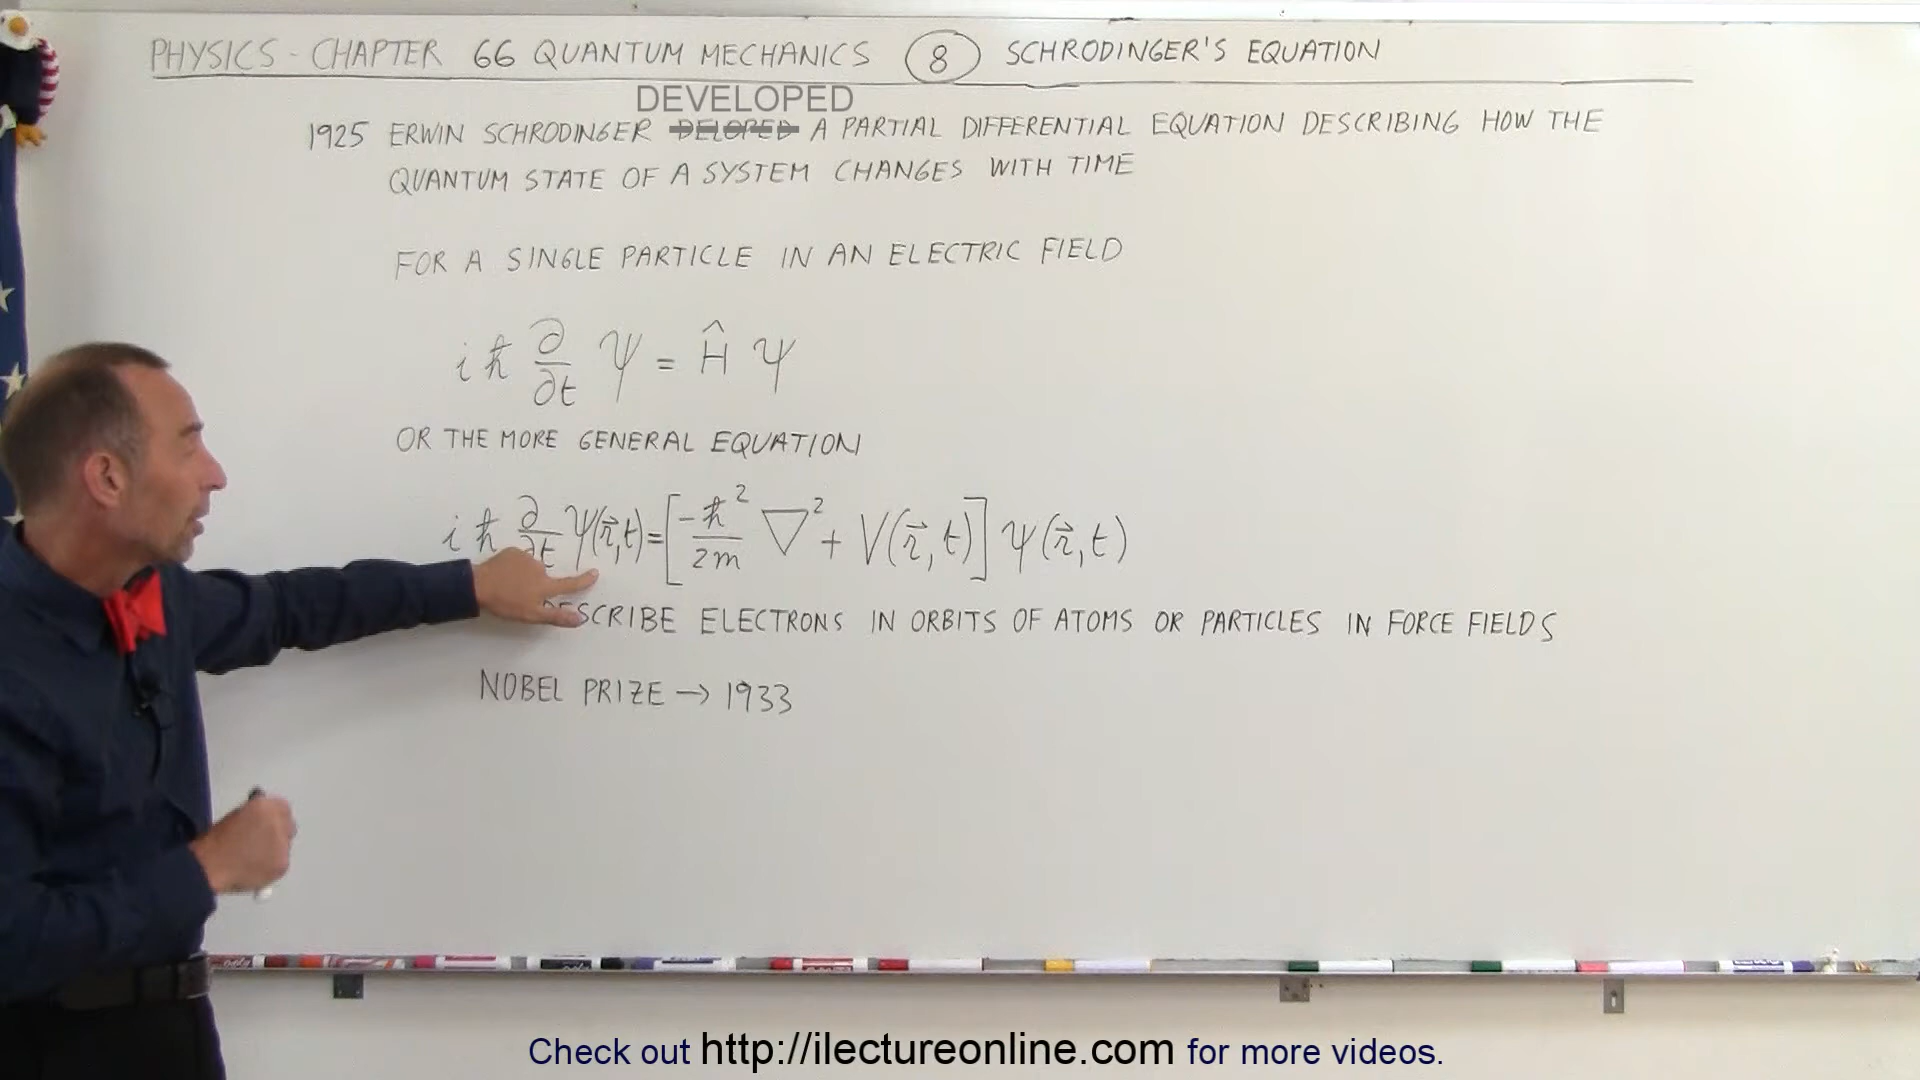 PHYSICS - CHAPTER 66 QUANTUM MECHANICS 8 SCHRODINGER'S EQUATION
DEVELOPED
1925 ERWIN SCHRODINGER DELOPED A PARTIAL DIFFERENTIAL EQUATION DESCRIBING HOW THE
QUANTUM STATE OF A SYSTEM CHANGES WITH TIME
FOR A SINGLE PARTICLE IN AN ELECTRIC FIELD
i ħ ∂/∂t Ψ = Ĥ Ψ
OR THE MORE GENERAL EQUATION
i ħ ∂/∂t Ψ(r⃗,t) = [-ħ²/2m ∇² + V(r⃗,t)] Ψ(r⃗,t)
DESCRIBE ELECTRONS IN ORBITS OF ATOMS OR PARTICLES IN FORCE FIELDS
NOBEL PRIZE → 1933
Check out http://ilectureonline.com for more videos.